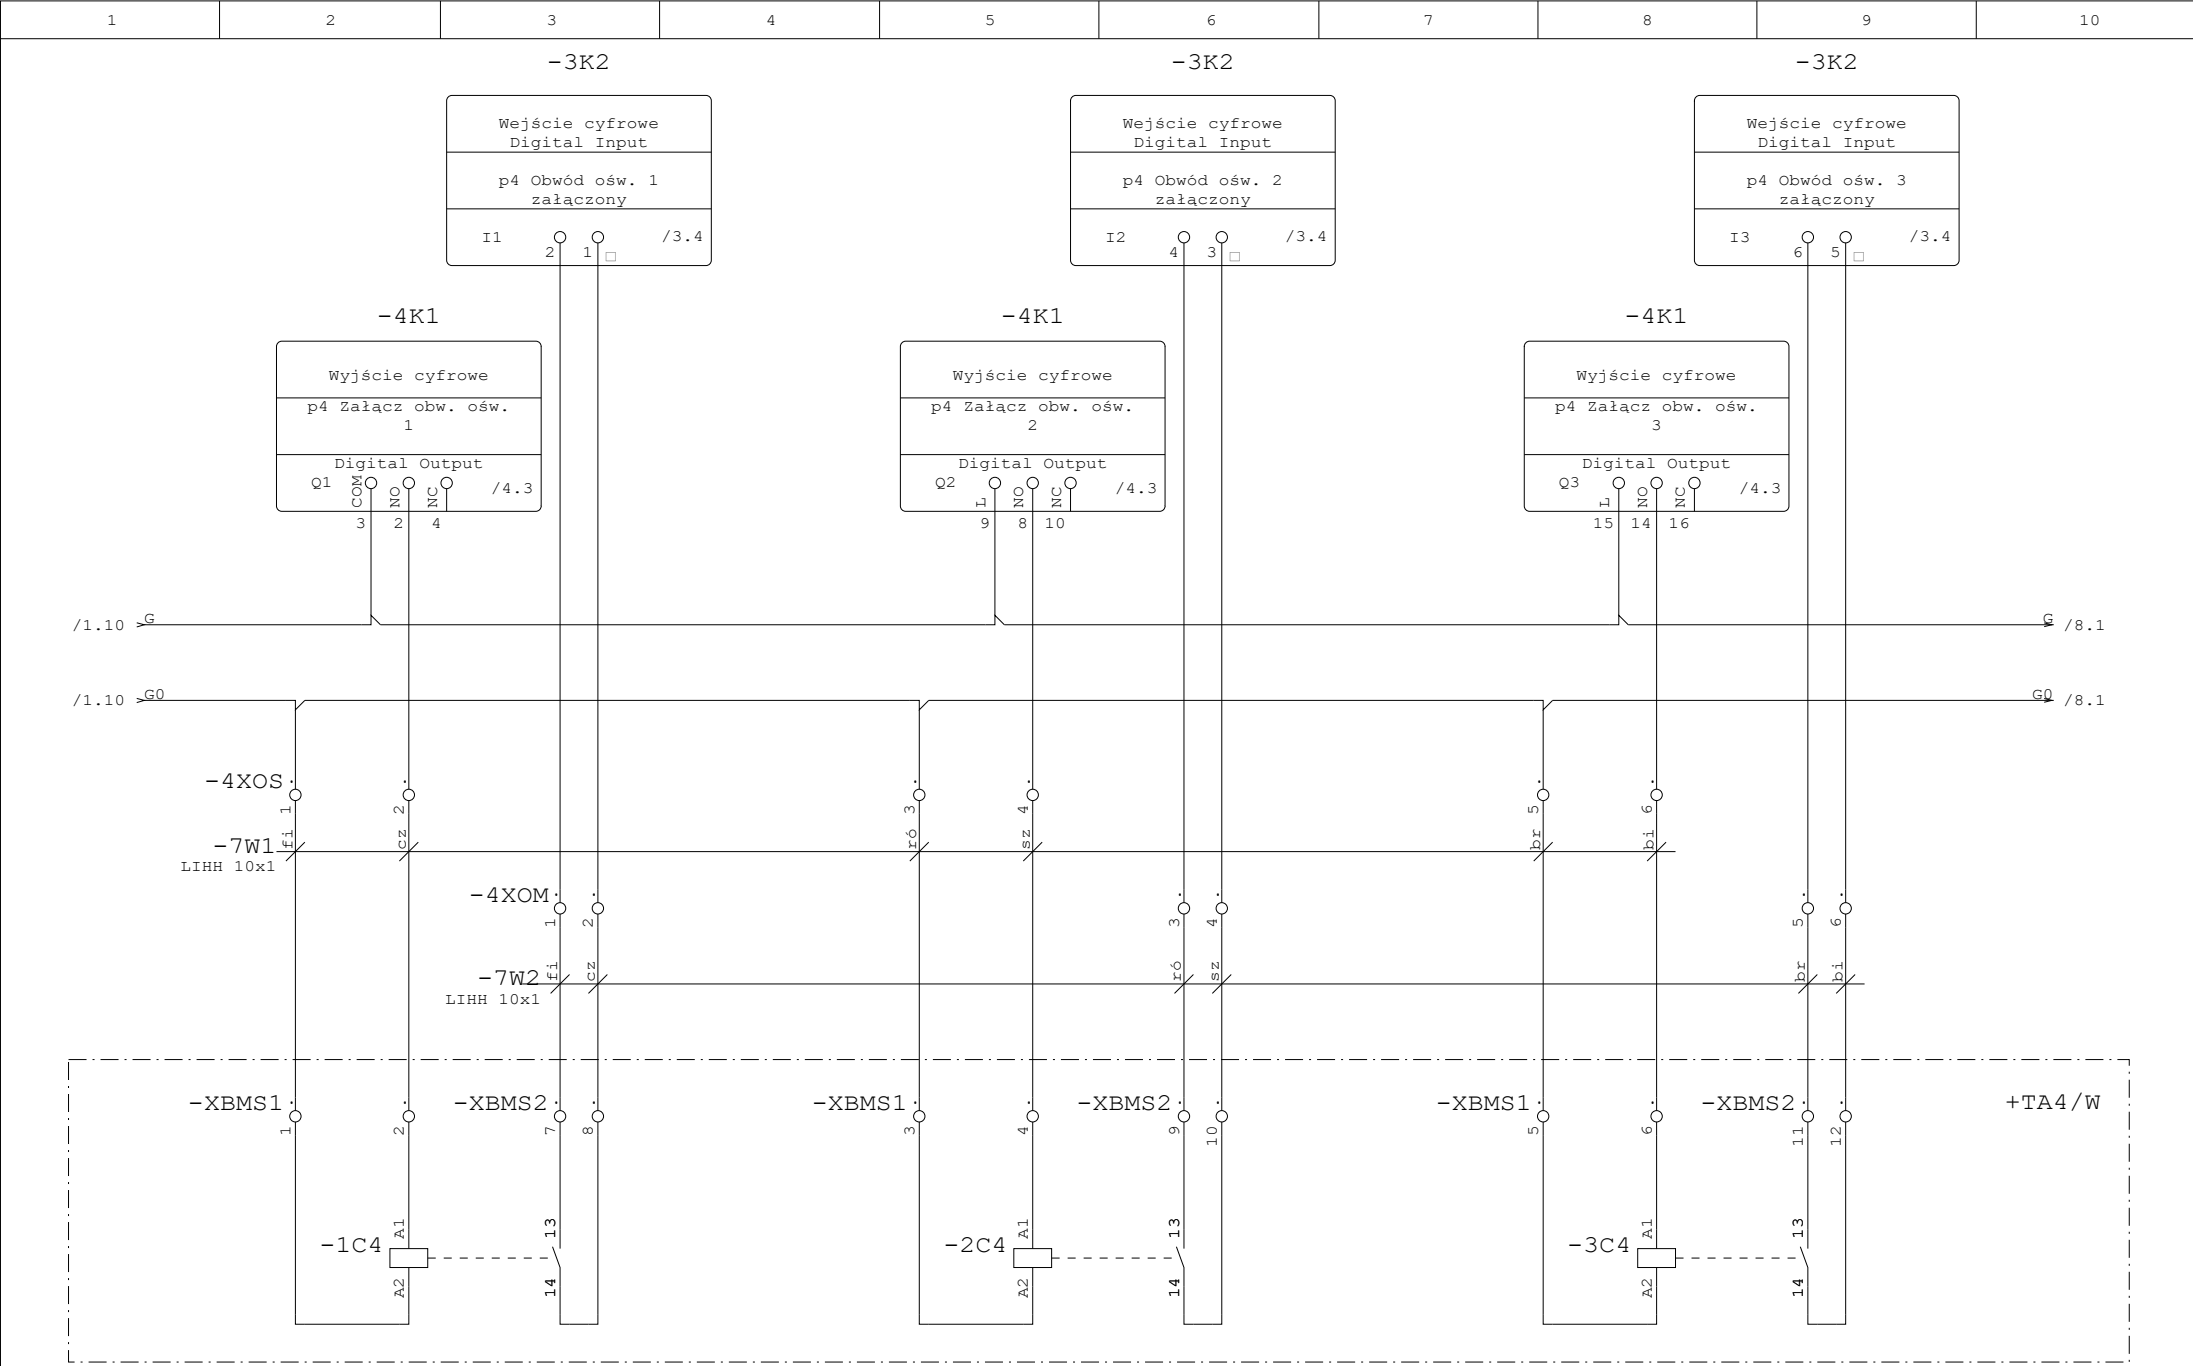 1 2 3 4 5 6 7 8 9 10
-3K2 -3K2 -3K2
Wejście cyfrowe Wejście cyfrowe Wejście cyfrowe
Digital Input Digital Input Digital Input
p4 Obwód ośw. 1 p4 Obwód ośw. 2 p4 Obwód ośw. 3
załączony załączony załączony
I1 /3.4 I2 /3.4 I3 /3.4
2 1 4 3 6 5
-4K1 -4K1 -4K1
Wyjście cyfrowe Wyjście cyfrowe Wyjście cyfrowe
p4 Załącz obw. ośw. p4 Załącz obw. ośw. p4 Załącz obw. ośw.
1 2 3
Digital Output Digital Output Digital Output
Q1 COM NO NC /4.3 Q2 L NO NC /4.3 Q3 L NO NC /4.3
3 2 4 9 8 10 15 14 16
/1.10 G G /8.1
/1.10 G0 G0 /8.1
-4XOS
1 2 3 4 5 6
fi cz ró sz br bi
-7W1
LIHH 10x1
-4XOM
1 2 3 4 5 6
fi cz ró sz br bi
-7W2
LIHH 10x1
-XBMS1 -XBMS2 -XBMS1 -XBMS2 -XBMS1 -XBMS2 +TA4/W
1 2 7 8 3 4 9 10 5 6 11 12
A1 13 A1 13 A1 13
-1C4 -2C4 -3C4
A2 14 A2 14 A2 14